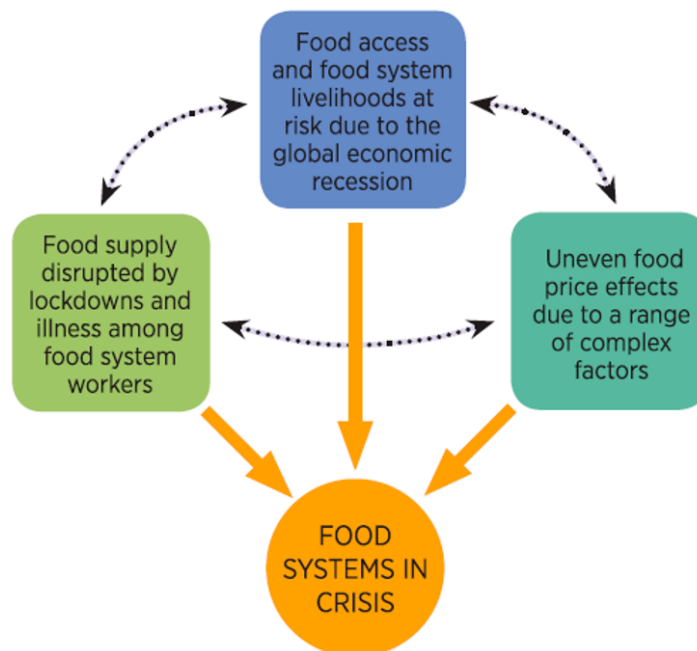 Food access
and food system
livelihoods at
risk due to the
global economic
recession
Food supply
disrupted by
lockdowns and
illness among
food system
workers
Uneven food
price effects
due to a range
of complex
factors
FOOD
SYSTEMS IN
CRISIS